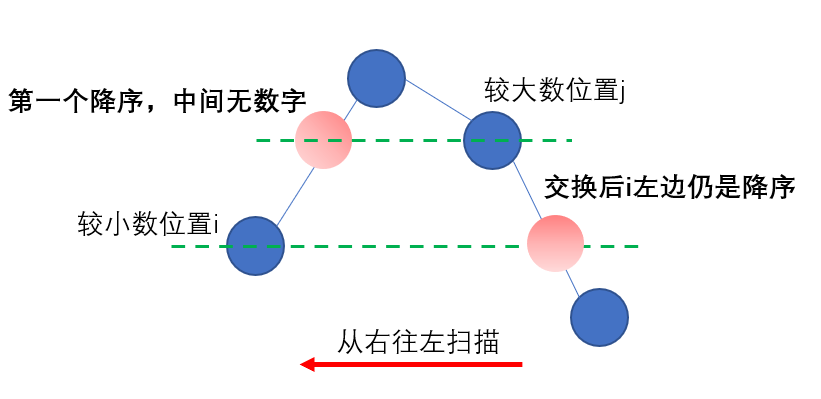 较大数位置j
第一个降序，中间无数字
交换后i左边仍是降序
较小数位置i
从右往左扫描